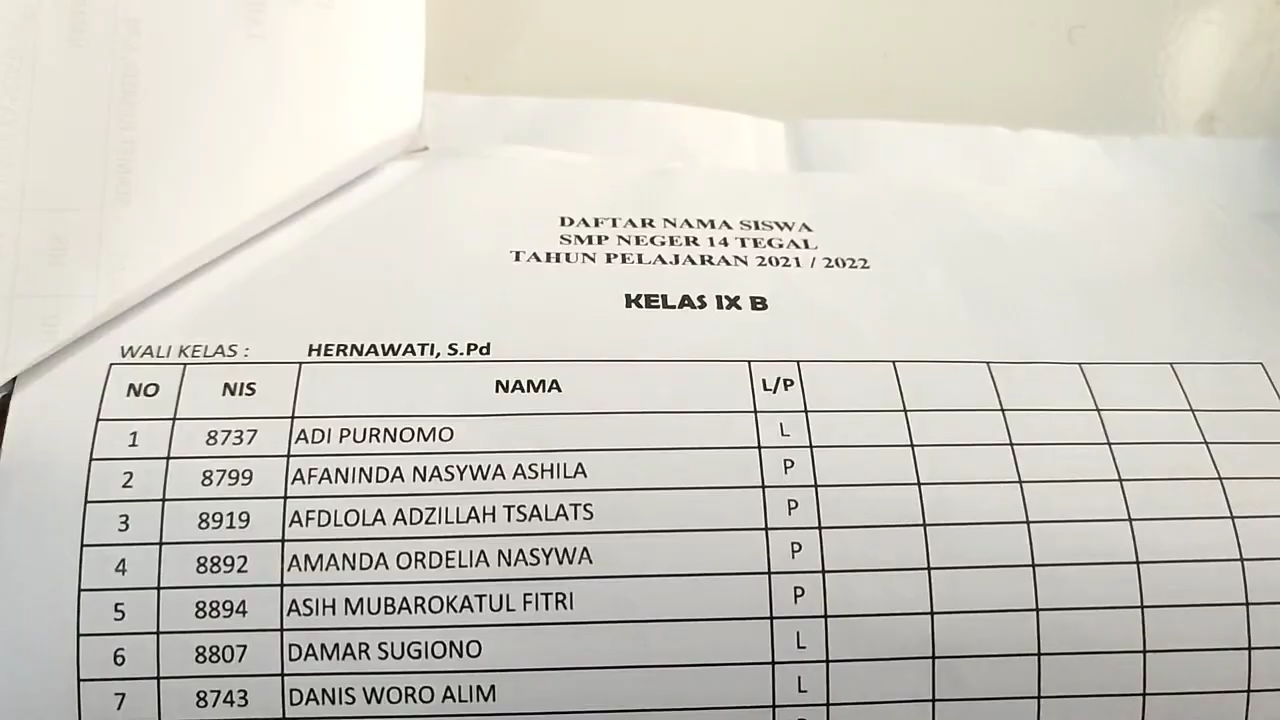 DAFTAR NAMA SISWA
SMP NEGER 14 TEGAL
TAHUN PELAJARAN 2021 / 2022
KELAS IX B
WALI KELAS : HERNAWATI, S.Pd
NO NIS NAMA L/P
1 8737 ADI PURNOMO L
2 8799 AFANINDA NASYWA ASHILA P
3 8919 AFDLOLA ADZILLAH TSALATS P
4 8892 AMANDA ORDELIA NASYWA P
5 8894 ASIH MUBAROKATUL FITRI P
6 8807 DAMAR SUGIONO L
7 8743 DANIS WORO ALIM L